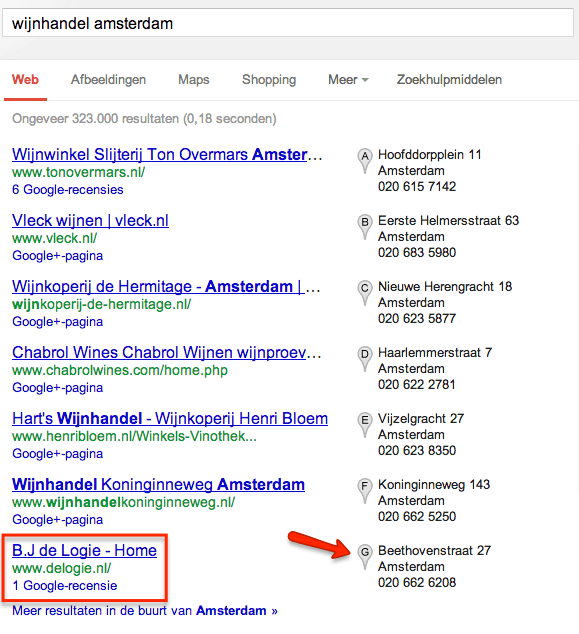 wijnhandel amsterdam
Web Afbeeldingen Maps Shopping Meer Zoekhulpmiddelen
Ongeveer 323.000 resultaten (0,18 seconden)
Wijnwinkel Slijterij Ton Overmars Amster...
www.tonovermars.nl/
6 Google-recensies
A Hoofddorpplein 11
Amsterdam
020 615 7142
Vleck wijnen | vleck.nl
www.vleck.nl/
Google+-pagina
B Eerste Helmersstraat 63
Amsterdam
020 683 5980
Wijnkoperij de Hermitage - Amsterdam | ...
wijnkoperij-de-hermitage.nl/
Google+-pagina
C Nieuwe Herengracht 18
Amsterdam
020 623 5877
Chabrol Wines Chabrol Wijnen wijnproev...
www.chabrolwines.com/home.php
Google+-pagina
D Haarlemmerstraat 7
Amsterdam
020 622 2781
Hart's Wijnhandel - Wijnkoperij Henri Bloem
www.henribloem.nl/Winkels-Vinothek...
Google+-pagina
E Vijzelgracht 27
Amsterdam
020 623 8350
Wijnhandel Koninginneweg Amsterdam
www.wijnhandelkoninginneweg.nl/
Google+-pagina
F Koninginneweg 143
Amsterdam
020 662 5250
B.J de Logie - Home
www.delogie.nl/
1 Google-recensie
G Beethovenstraat 27
Amsterdam
020 662 6208
Meer resultaten in de buurt van Amsterdam »